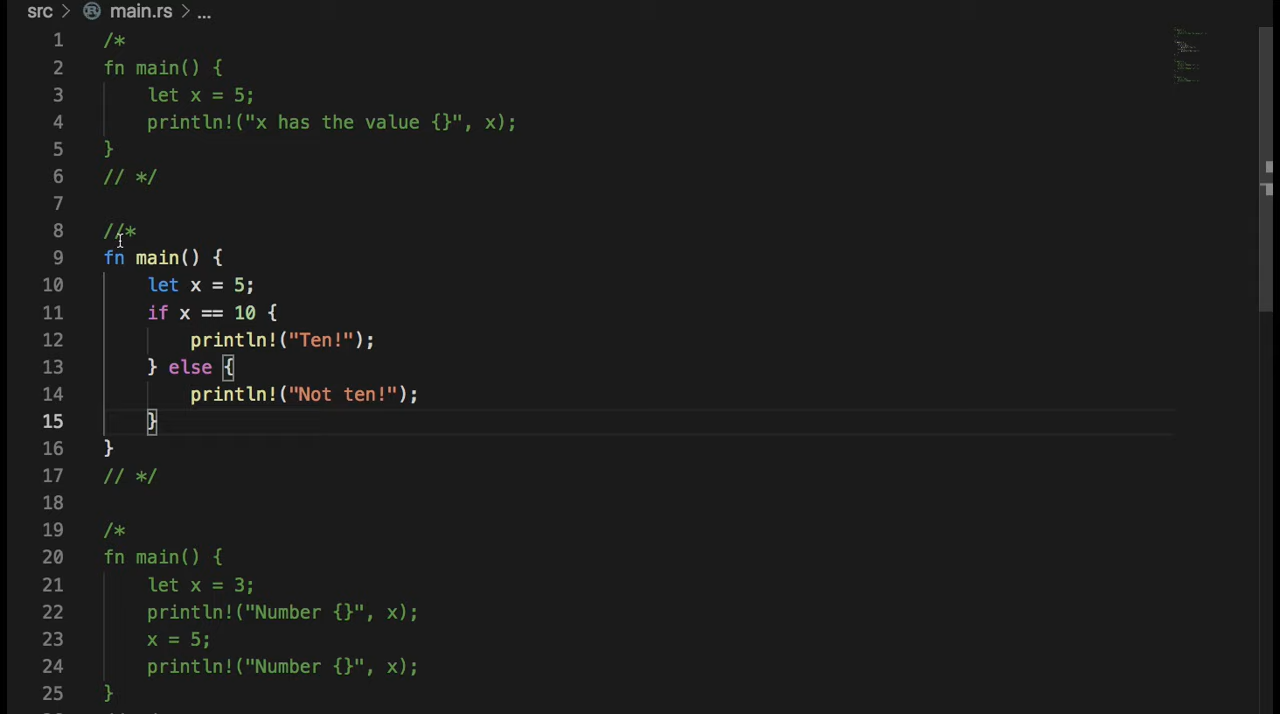 src > main.rs > ...
1 /*
2 fn main() {
3     let x = 5;
4     println!("x has the value {}", x);
5 }
6 // */
7
8 //*
9 fn main() {
10     let x = 5;
11     if x == 10 {
12         println!("Ten!");
13     } else {
14         println!("Not ten!");
15     }
16 }
17 // */
18
19 /*
20 fn main() {
21     let x = 3;
22     println!("Number {}", x);
23     x = 5;
24     println!("Number {}", x);
25 }